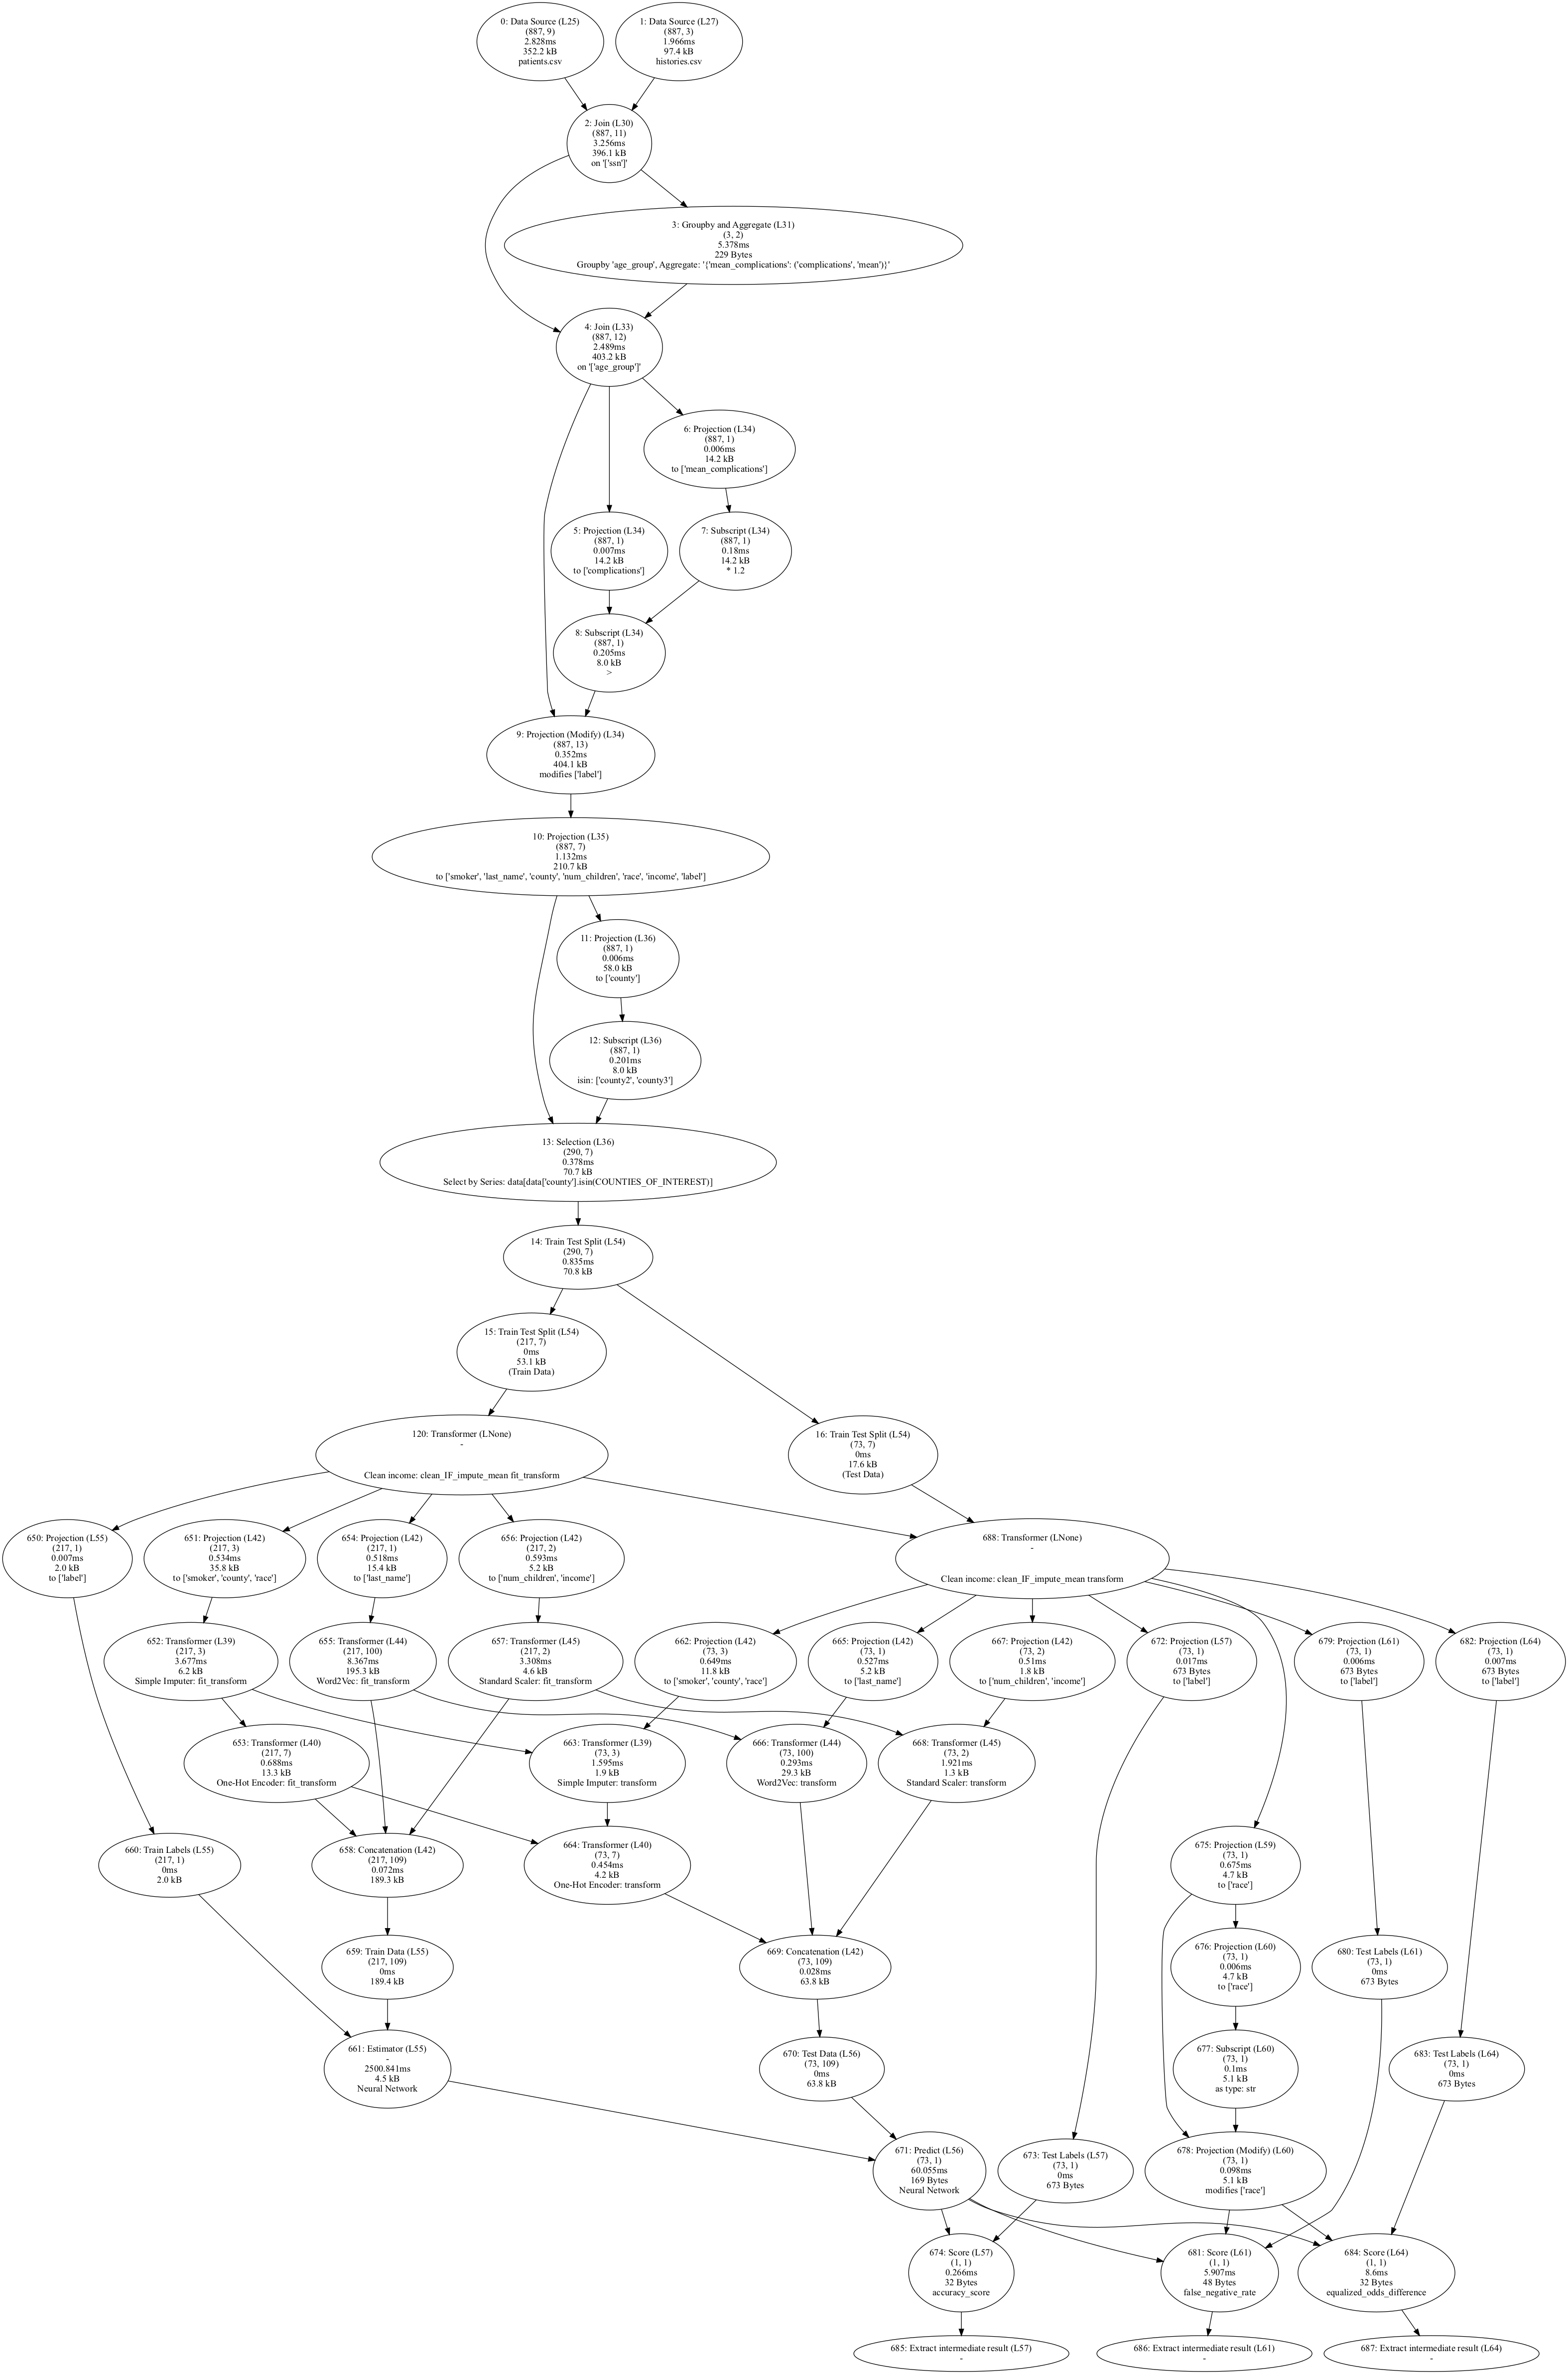 0: Data Source (L25)
(887, 9)
2.828ms
352.2 kB
patients.csv
1: Data Source (L27)
(887, 3)
1.966ms
97.4 kB
histories.csv
2: Join (L30)
(887, 11)
3.256ms
396.1 kB
on '['ssn']'
3: Groupby and Aggregate (L31)
(3, 2)
5.378ms
229 Bytes
Groupby 'age_group', Aggregate: '{'mean_complications': ('complications', 'mean')}'
4: Join (L33)
(887, 12)
2.489ms
403.2 kB
on '['age_group']'
6: Projection (L34)
(887, 1)
0.006ms
14.2 kB
to ['mean_complications']
5: Projection (L34)
(887, 1)
0.007ms
14.2 kB
to ['complications']
7: Subscript (L34)
(887, 1)
0.18ms
14.2 kB
* 1.2
8: Subscript (L34)
(887, 1)
0.205ms
8.0 kB
>
9: Projection (Modify) (L34)
(887, 13)
0.352ms
404.1 kB
modifies ['label']
10: Projection (L35)
(887, 7)
1.132ms
210.7 kB
to ['smoker', 'last_name', 'county', 'num_children', 'race', 'income', 'label']
11: Projection (L36)
(887, 1)
0.006ms
58.0 kB
to ['county']
12: Subscript (L36)
(887, 1)
0.201ms
8.0 kB
isin: ['county2', 'county3']
13: Selection (L36)
(290, 7)
0.378ms
70.7 kB
Select by Series: data[data['county'].isin(COUNTIES_OF_INTEREST)]
14: Train Test Split (L54)
(290, 7)
0.835ms
70.8 kB
15: Train Test Split (L54)
(217, 7)
0ms
53.1 kB
(Train Data)
120: Transformer (LNone)
-
Clean income: clean_IF_impute_mean fit_transform
16: Train Test Split (L54)
(73, 7)
0ms
17.6 kB
(Test Data)
650: Projection (L55)
(217, 1)
0.007ms
2.0 kB
to ['label']
651: Projection (L42)
(217, 3)
0.534ms
35.8 kB
to ['smoker', 'county', 'race']
654: Projection (L42)
(217, 1)
0.518ms
15.4 kB
to ['last_name']
656: Projection (L42)
(217, 2)
0.593ms
5.2 kB
to ['num_children', 'income']
688: Transformer (LNone)
-
Clean income: clean_IF_impute_mean transform
652: Transformer (L39)
(217, 3)
3.677ms
6.2 kB
Simple Imputer: fit_transform
655: Transformer (L44)
(217, 100)
8.367ms
195.3 kB
Word2Vec: fit_transform
657: Transformer (L45)
(217, 2)
3.308ms
4.6 kB
Standard Scaler: fit_transform
662: Projection (L42)
(73, 3)
0.649ms
11.8 kB
to ['smoker', 'county', 'race']
665: Projection (L42)
(73, 1)
0.527ms
5.2 kB
to ['last_name']
667: Projection (L42)
(73, 2)
0.51ms
1.8 kB
to ['num_children', 'income']
672: Projection (L57)
(73, 1)
0.017ms
673 Bytes
to ['label']
679: Projection (L61)
(73, 1)
0.006ms
673 Bytes
to ['label']
682: Projection (L64)
(73, 1)
0.007ms
673 Bytes
to ['label']
653: Transformer (L40)
(217, 7)
0.688ms
13.3 kB
One-Hot Encoder: fit_transform
663: Transformer (L39)
(73, 3)
1.595ms
1.9 kB
Simple Imputer: transform
666: Transformer (L44)
(73, 100)
0.293ms
29.3 kB
Word2Vec: transform
668: Transformer (L45)
(73, 2)
1.921ms
1.3 kB
Standard Scaler: transform
660: Train Labels (L55)
(217, 1)
0ms
2.0 kB
658: Concatenation (L42)
(217, 109)
0.072ms
189.3 kB
664: Transformer (L40)
(73, 7)
0.454ms
4.2 kB
One-Hot Encoder: transform
675: Projection (L59)
(73, 1)
0.675ms
4.7 kB
to ['race']
659: Train Data (L55)
(217, 109)
0ms
189.4 kB
669: Concatenation (L42)
(73, 109)
0.028ms
63.8 kB
676: Projection (L60)
(73, 1)
0.006ms
4.7 kB
to ['race']
680: Test Labels (L61)
(73, 1)
0ms
673 Bytes
661: Estimator (L55)
-
2500.841ms
4.5 kB
Neural Network
670: Test Data (L56)
(73, 109)
0ms
63.8 kB
677: Subscript (L60)
(73, 1)
0.1ms
5.1 kB
as type: str
683: Test Labels (L64)
(73, 1)
0ms
673 Bytes
671: Predict (L56)
(73, 1)
60.055ms
169 Bytes
Neural Network
673: Test Labels (L57)
(73, 1)
0ms
673 Bytes
678: Projection (Modify) (L60)
(73, 1)
0.098ms
5.1 kB
modifies ['race']
674: Score (L57)
(1, 1)
0.266ms
32 Bytes
accuracy_score
681: Score (L61)
(1, 1)
5.907ms
48 Bytes
false_negative_rate
684: Score (L64)
(1, 1)
8.6ms
32 Bytes
equalized_odds_difference
685: Extract intermediate result (L57)
-
686: Extract intermediate result (L61)
-
687: Extract intermediate result (L64)
-